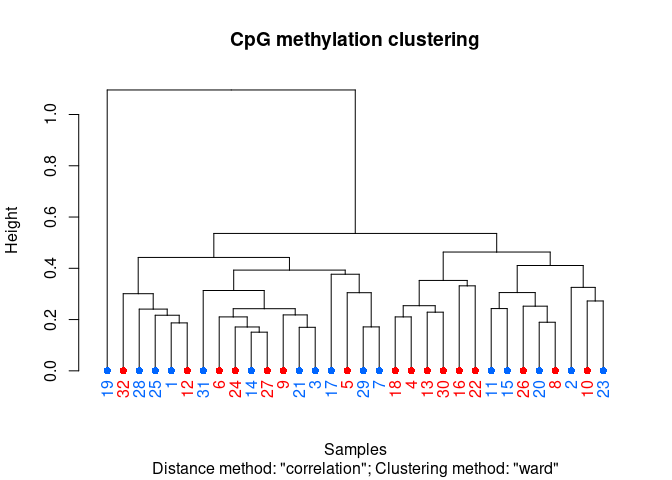 CpG methylation clustering
Height
0.0 0.2 0.4 0.6 0.8 1.0
19 32 28 25 1 12 31 6 24 14 27 9 21 3 17 5 29 7 18 4 13 30 16 22 11 15 26 20 8 2 10 23
Samples
Distance method: "correlation"; Clustering method: "ward"